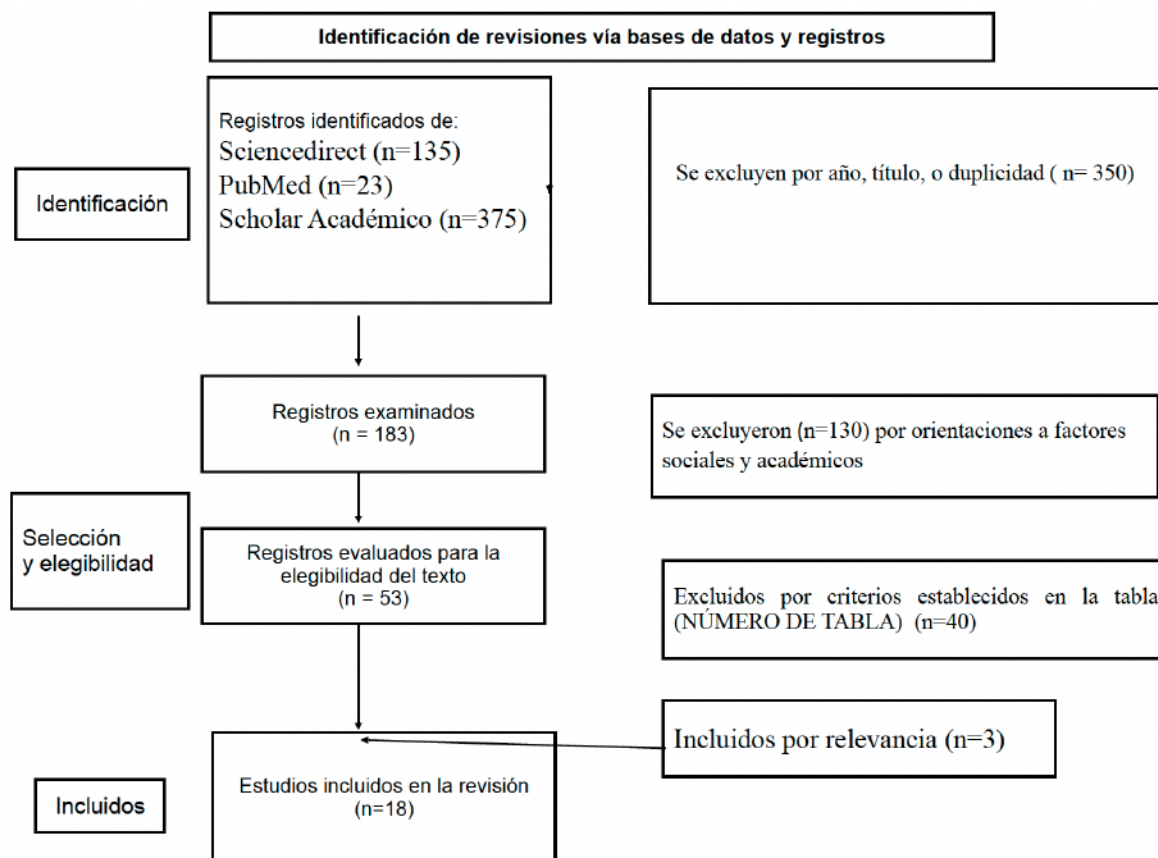 Identificación de revisiones vía bases de datos y registros
Identificación
Registros identificados de:
Sciencedirect (n=135)
PubMed (n=23)
Scholar Académico (n=375)
Se excluyen por año, título, o duplicidad ( n= 350)
Registros examinados
(n = 183)
Se excluyeron (n=130) por orientaciones a factores
sociales y académicos
Selección
y elegibilidad
Registros evaluados para la
elegibilidad del texto
(n = 53)
Excluidos por criterios establecidos en la tabla
(NÚMERO DE TABLA) (n=40)
Incluidos por relevancia (n=3)
Incluidos
Estudios incluidos en la revisión
(n=18)